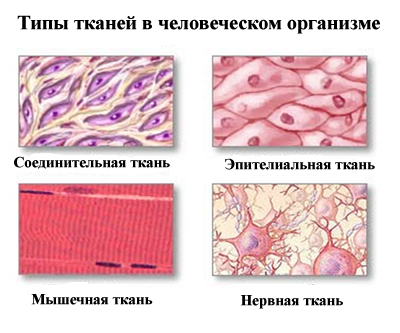 Типы тканей в человеческом организме
Соединительная ткань
Эпителиальная ткань
Мышечная ткань
Нервная ткань